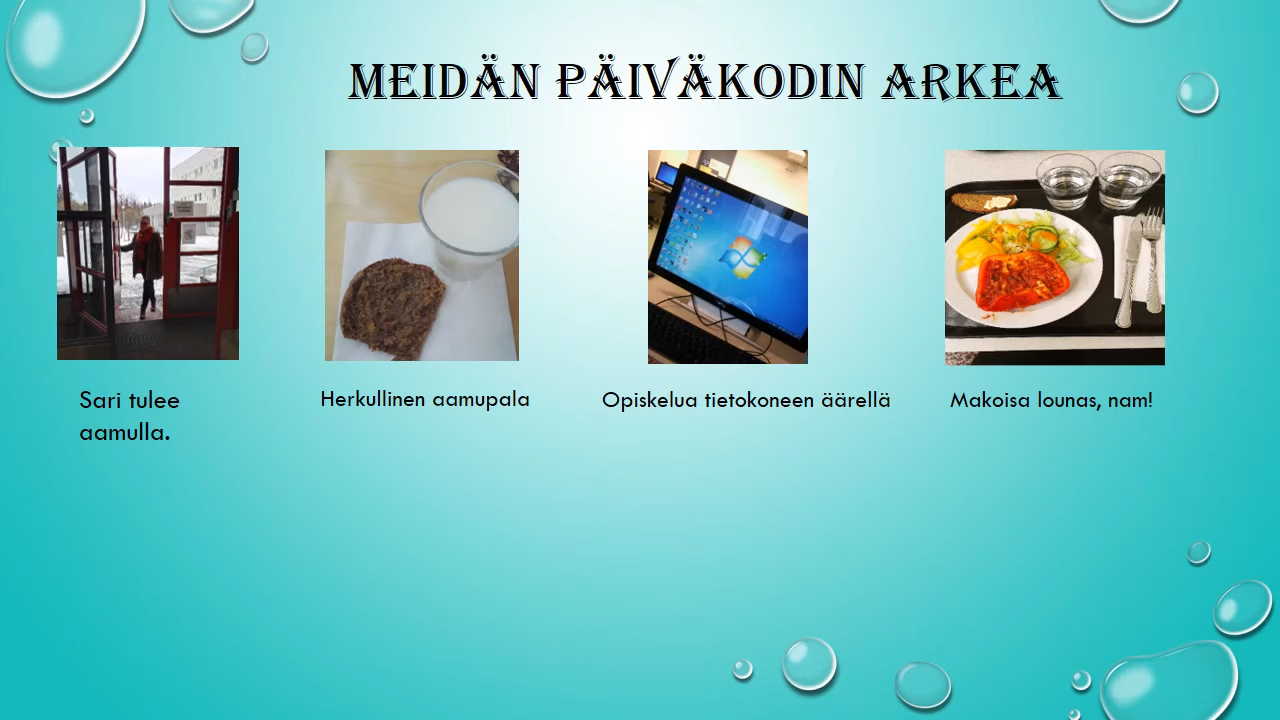 MEIDÄN PÄIVÄKODIN ARKEA
Sari tulee
aamulla.
Herkullinen aamupala
Opiskelua tietokoneen äärellä
Makoisa lounas, nam!